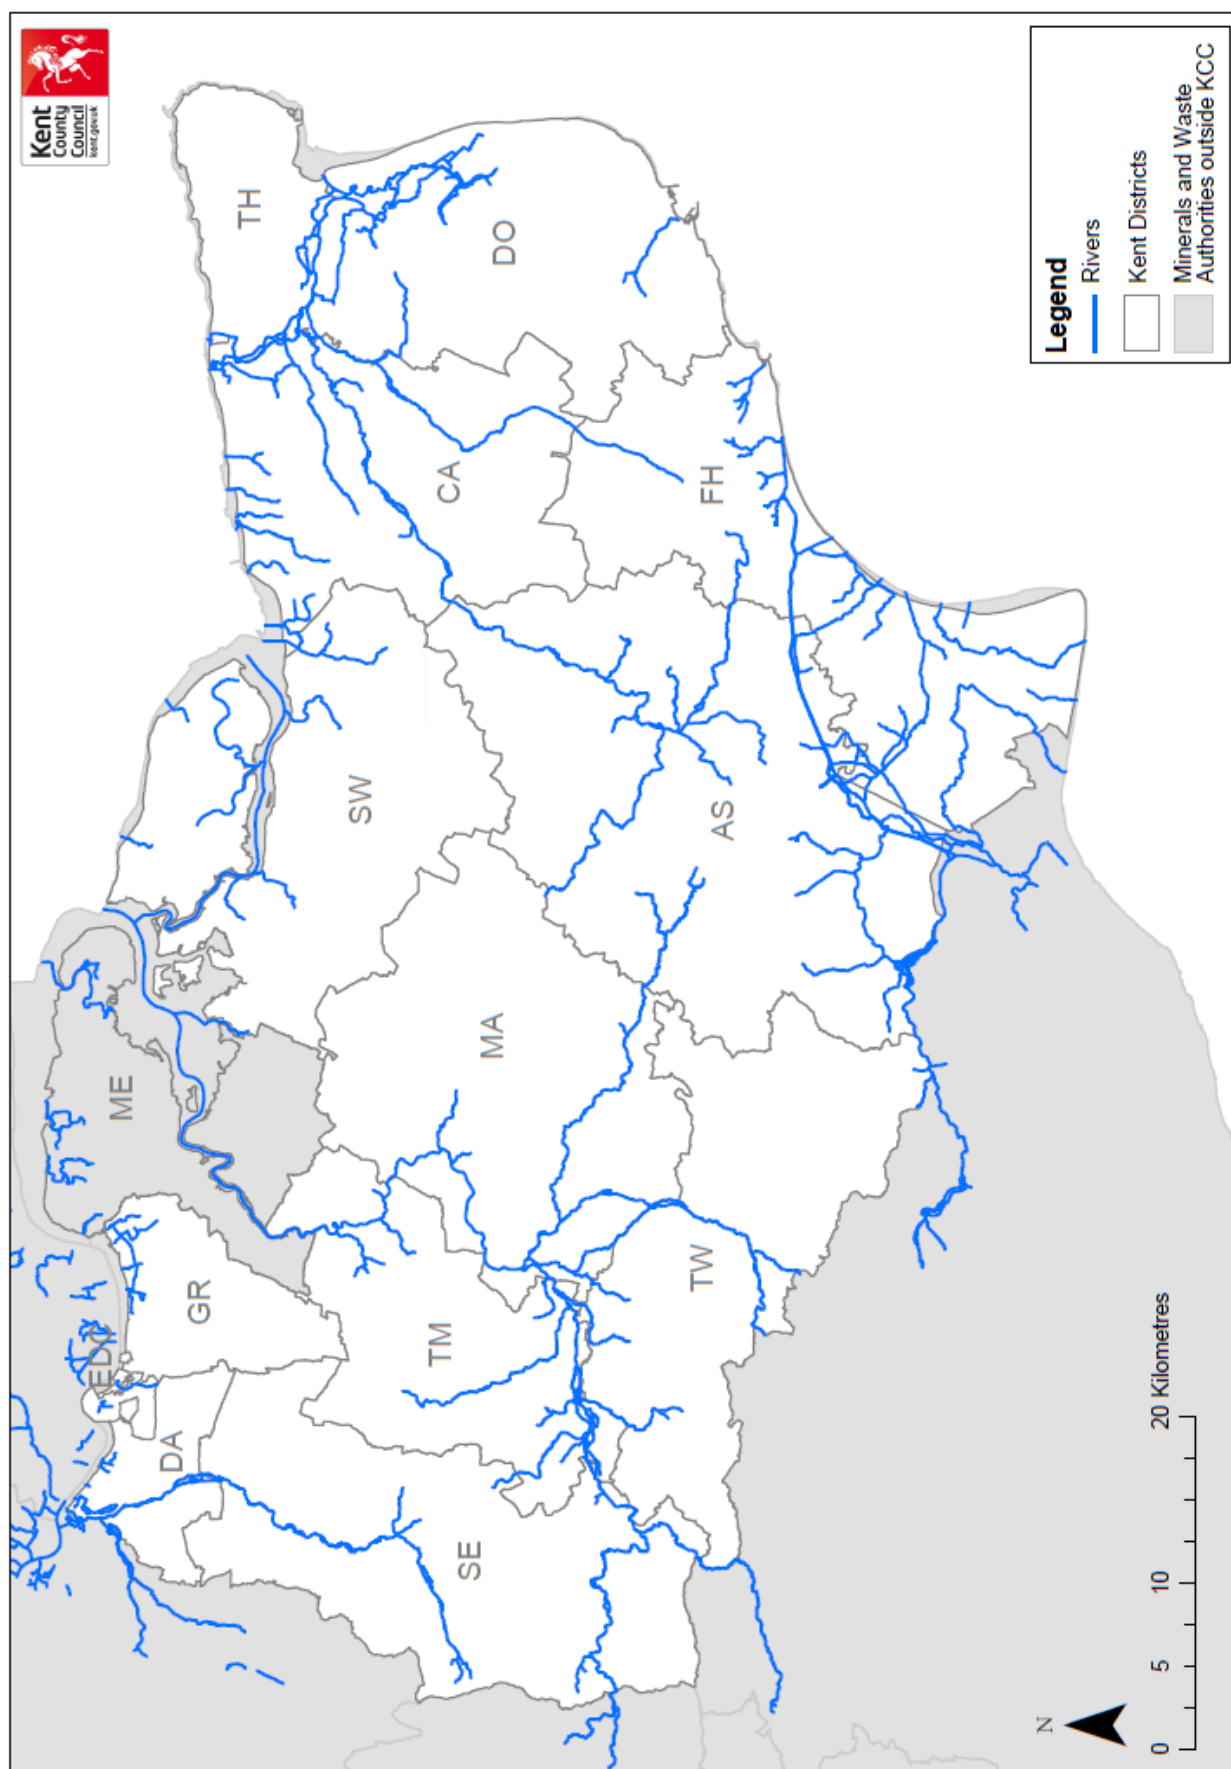 Kent
County
Council
kent.gov.uk
TH
DO
CA
FH
SW
AS
ME
MA
GR
EDC
TM
TW
DA
SE
Legend
Rivers
Kent Districts
Minerals and Waste
Authorities outside KCC
N
0 5 10 20 Kilometres